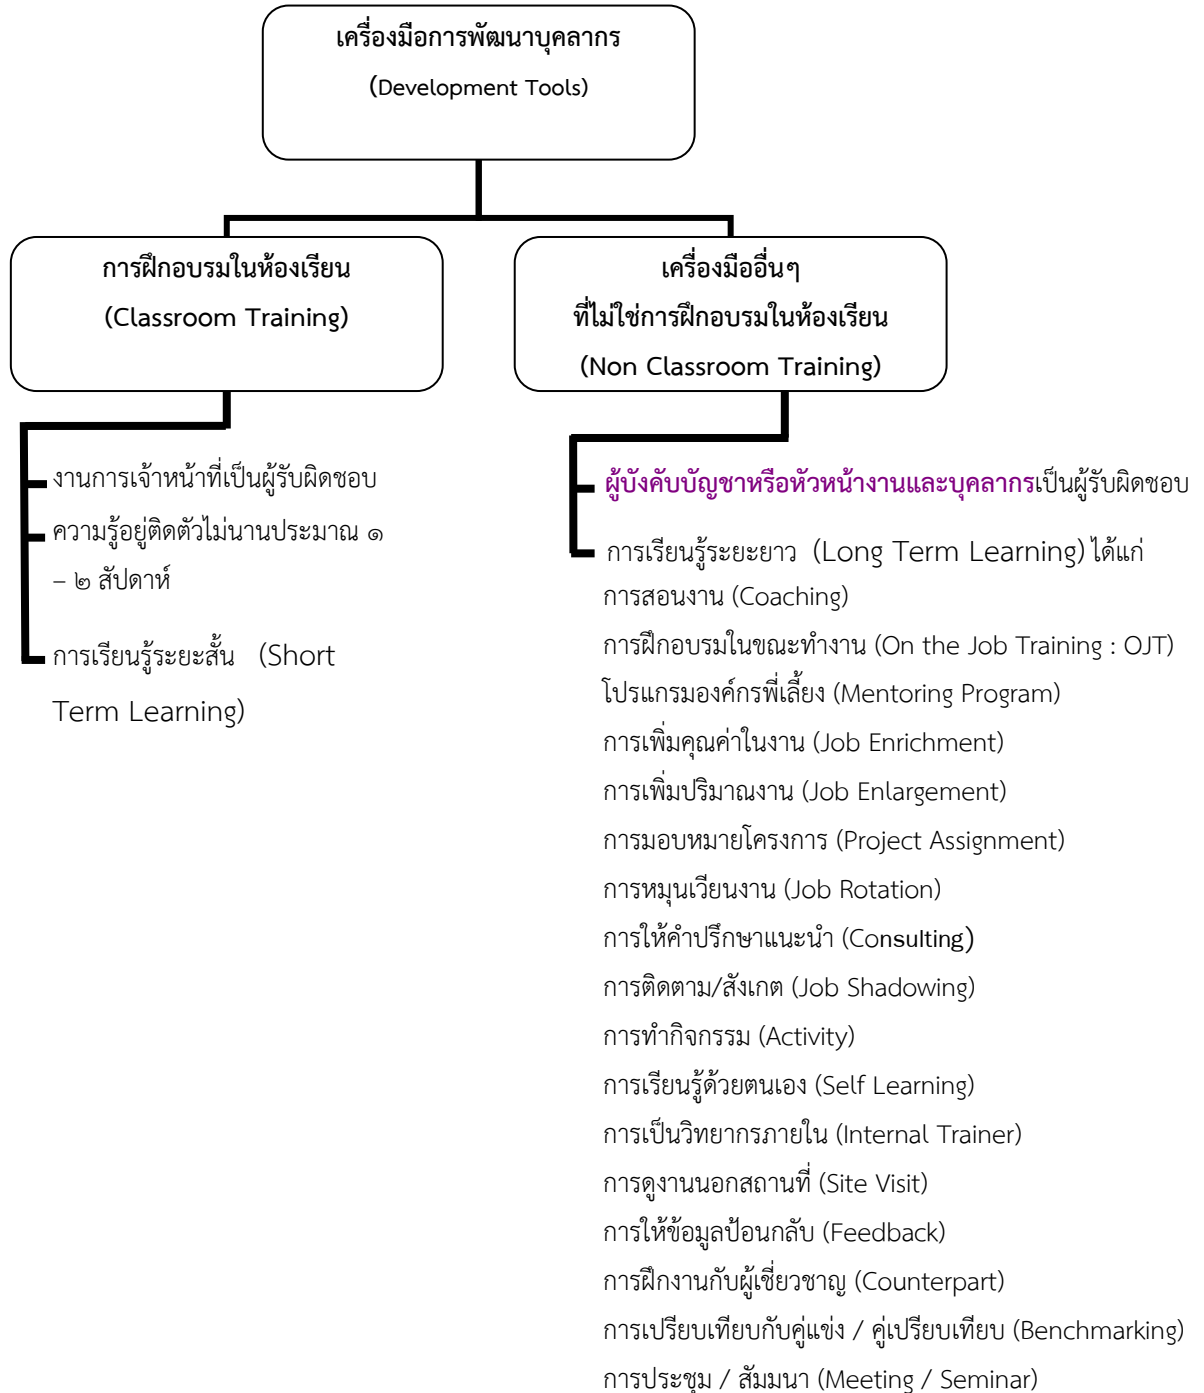 เครื่องมือการพัฒนาบุคลากร
(Development Tools)
การฝึกอบรมในห้องเรียน
(Classroom Training)
เครื่องมืออื่นๆ
ที่ไม่ใช่การฝึกอบรมในห้องเรียน
(Non Classroom Training)
งานการเจ้าหน้าที่เป็นผู้รับผิดชอบ
ความรู้อยู่ติดตัวไม่นานประมาณ ๑
– ๒ สัปดาห์
การเรียนรู้ระยะสั้น (Short
Term Learning)
ผู้บังคับบัญชาหรือหัวหน้างานและบุคลากรเป็นผู้รับผิดชอบ
การเรียนรู้ระยะยาว (Long Term Learning) ได้แก่
การสอนงาน (Coaching)
การฝึกอบรมในขณะทำงาน (On the Job Training : OJT)
โปรแกรมองค์กรพี่เลี้ยง (Mentoring Program)
การเพิ่มคุณค่าในงาน (Job Enrichment)
การเพิ่มปริมาณงาน (Job Enlargement)
การมอบหมายโครงการ (Project Assignment)
การหมุนเวียนงาน (Job Rotation)
การให้คำปรึกษาแนะนำ (Consulting)
การติดตาม/สังเกต (Job Shadowing)
การทำกิจกรรม (Activity)
การเรียนรู้ด้วยตนเอง (Self Learning)
การเป็นวิทยากรภายใน (Internal Trainer)
การดูงานนอกสถานที่ (Site Visit)
การให้ข้อมูลป้อนกลับ (Feedback)
การฝึกงานกับผู้เชี่ยวชาญ (Counterpart)
การเปรียบเทียบกับคู่แข่ง / คู่เปรียบเทียบ (Benchmarking)
การประชุม / สัมมนา (Meeting / Seminar)